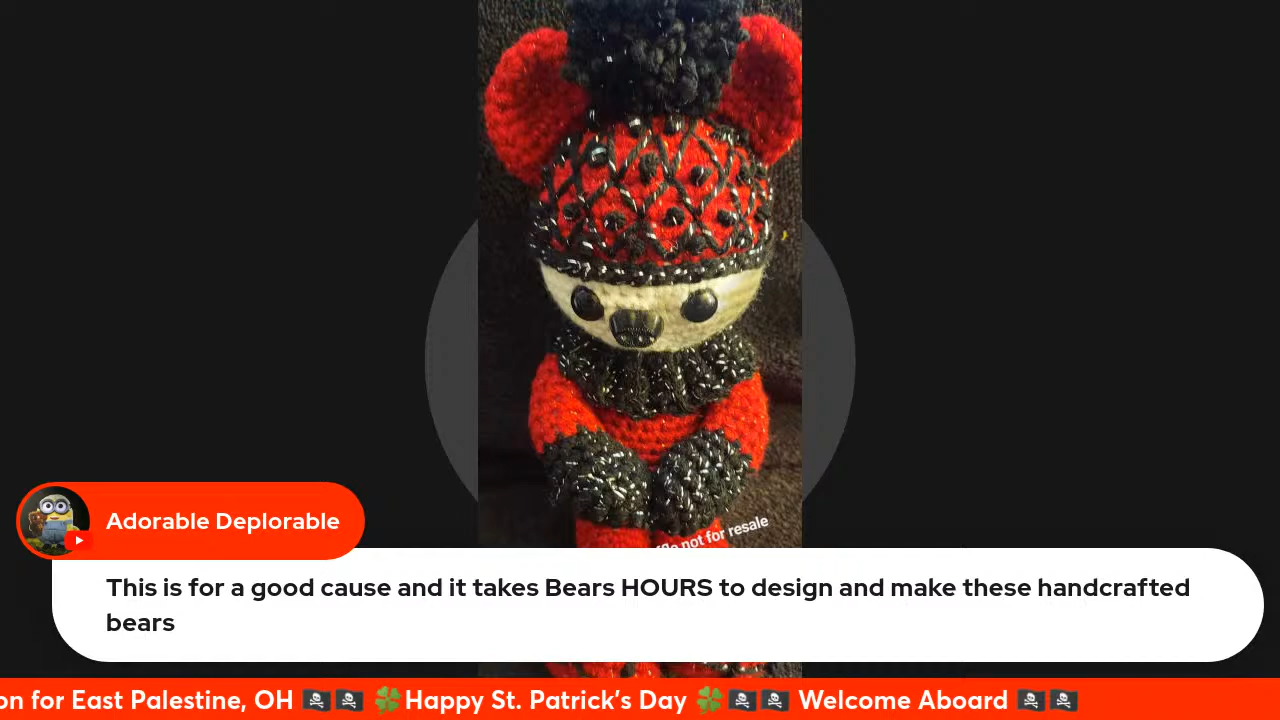 not for resale
Adorable Deplorable
This is for a good cause and it takes Bears HOURS to design and make these handcrafted
bears
on for East Palestine, OH 🏴‍☠️🏴‍☠️ 🍀Happy St. Patrick's Day 🍀🏴‍☠️🏴‍☠️ Welcome Aboard 🏴‍☠️🏴‍☠️